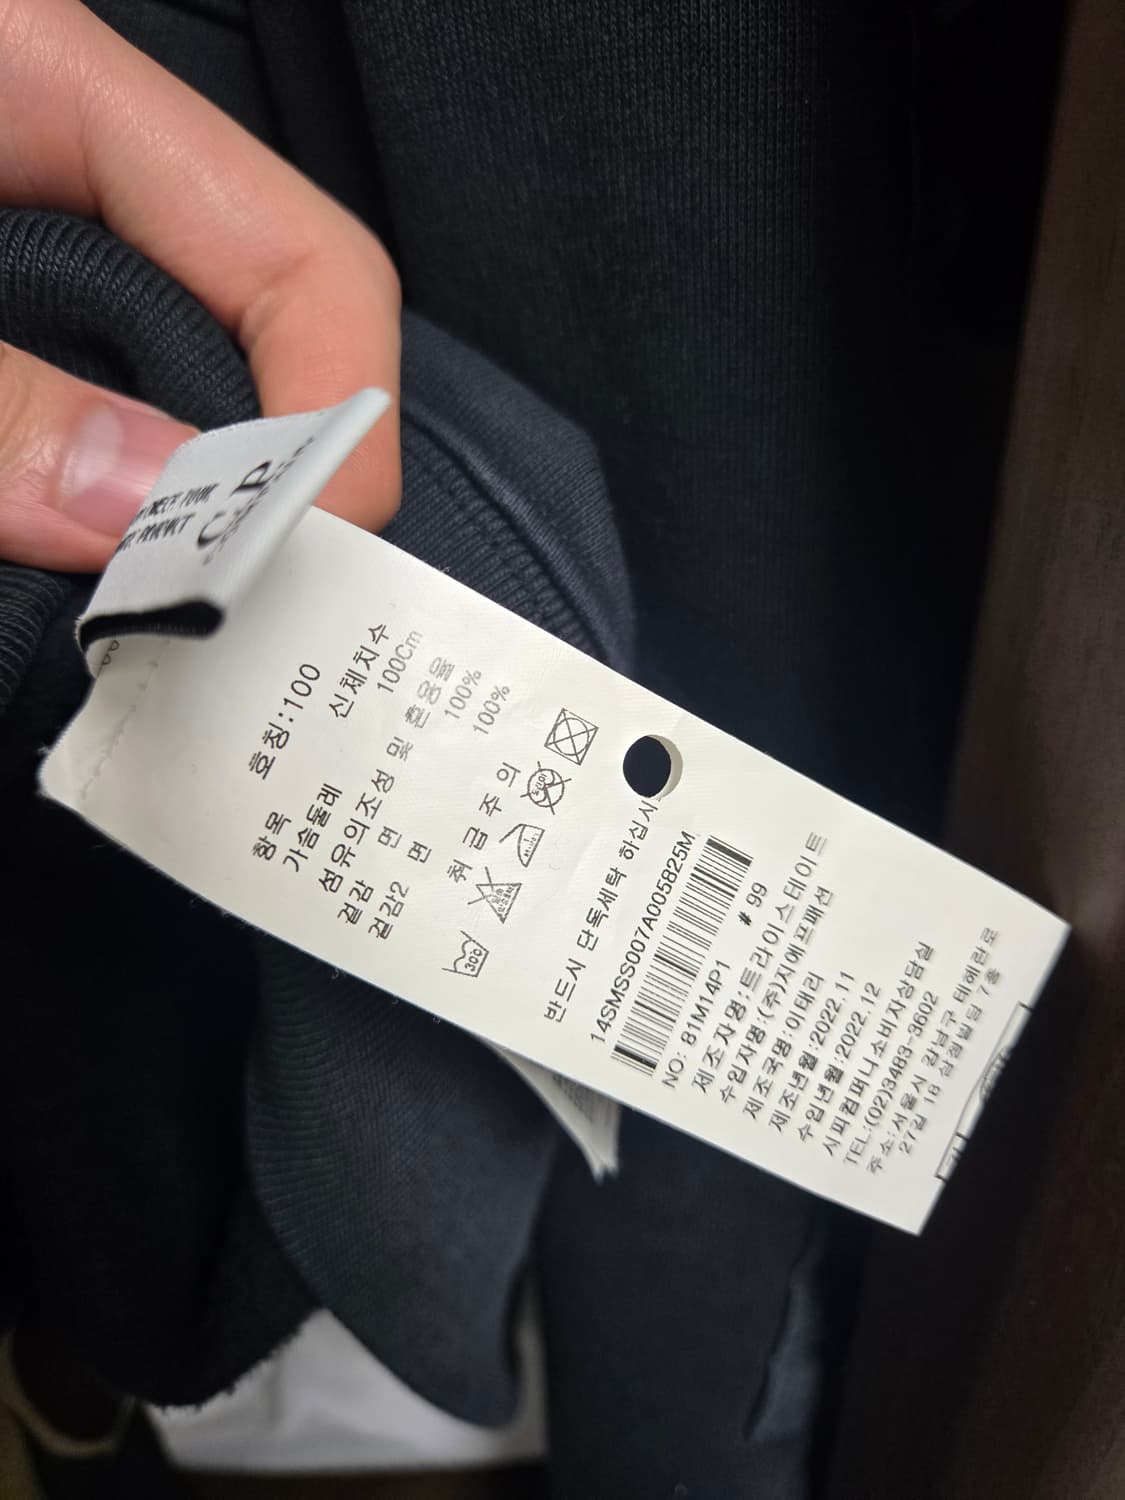 호칭:100
항목 신체치수
가슴둘레 100Cm
섬유의조성 및 혼용율
겉감 면 100%
겉감2 면 100%
취 급 주 의
30℃
반드시 단독세탁 하십시
14SMSS007A005825M
NO: 81M14P1 # 99
제조자명:트라이스테이트
수입자명:(주)지에프패션
제조국명:이태리
제조년월:2022.11
수입년월:2022.12
시피컴퍼니소비자상담실
TEL:(02)3483-3602
주소:서울시 강남구 테헤란로
27길 18 7층